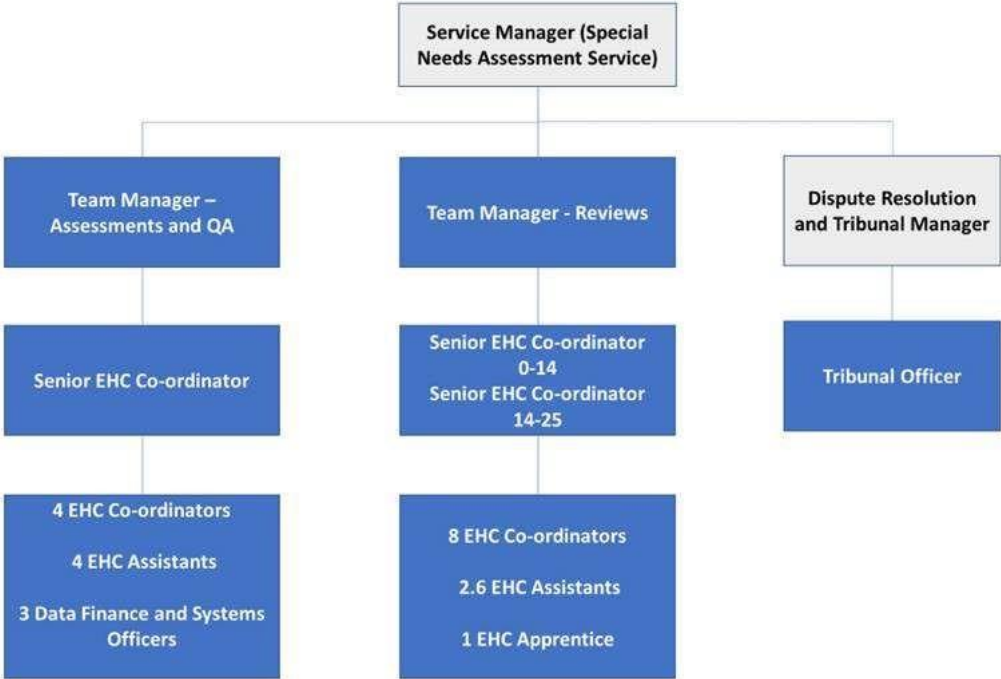 Service Manager (Special
Needs Assessment Service)
Team Manager –
Assessments and QA
Team Manager - Reviews
Dispute Resolution
and Tribunal Manager
Senior EHC Co-ordinator
Senior EHC Co-ordinator
0-14
Senior EHC Co-ordinator
14-25
Tribunal Officer
4 EHC Co-ordinators
4 EHC Assistants
3 Data Finance and Systems
Officers
8 EHC Co-ordinators
2.6 EHC Assistants
1 EHC Apprentice